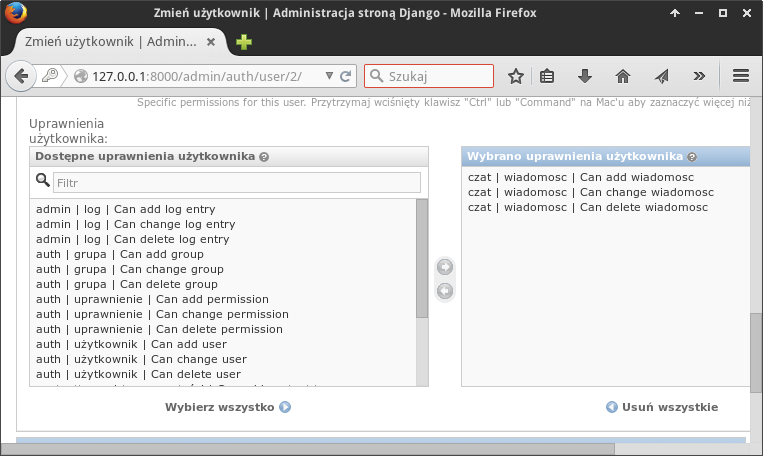 Zmień użytkownik | Administracja stroną Django - Mozilla Firefox
Zmień użytkownik | Admin...
127.0.0.1:8000/admin/auth/user/2/
Szukaj
Specific permissions for this user. Przytrzymaj wciśnięty klawisz "Ctrl" lub "Command" na Mac'u aby zaznaczyć więcej niż
Uprawnienia
użytkownika:
Dostępne uprawnienia użytkownika
Filtr
admin | log | Can add log entry
admin | log | Can change log entry
admin | log | Can delete log entry
auth | grupa | Can add group
auth | grupa | Can change group
auth | grupa | Can delete group
auth | uprawnienie | Can add permission
auth | uprawnienie | Can change permission
auth | uprawnienie | Can delete permission
auth | użytkownik | Can add user
auth | użytkownik | Can change user
auth | użytkownik | Can delete user
Wybierz wszystko
Wybrano uprawnienia użytkownika
czat | wiadomosc | Can add wiadomosc
czat | wiadomosc | Can change wiadomosc
czat | wiadomosc | Can delete wiadomosc
Usuń wszystkie